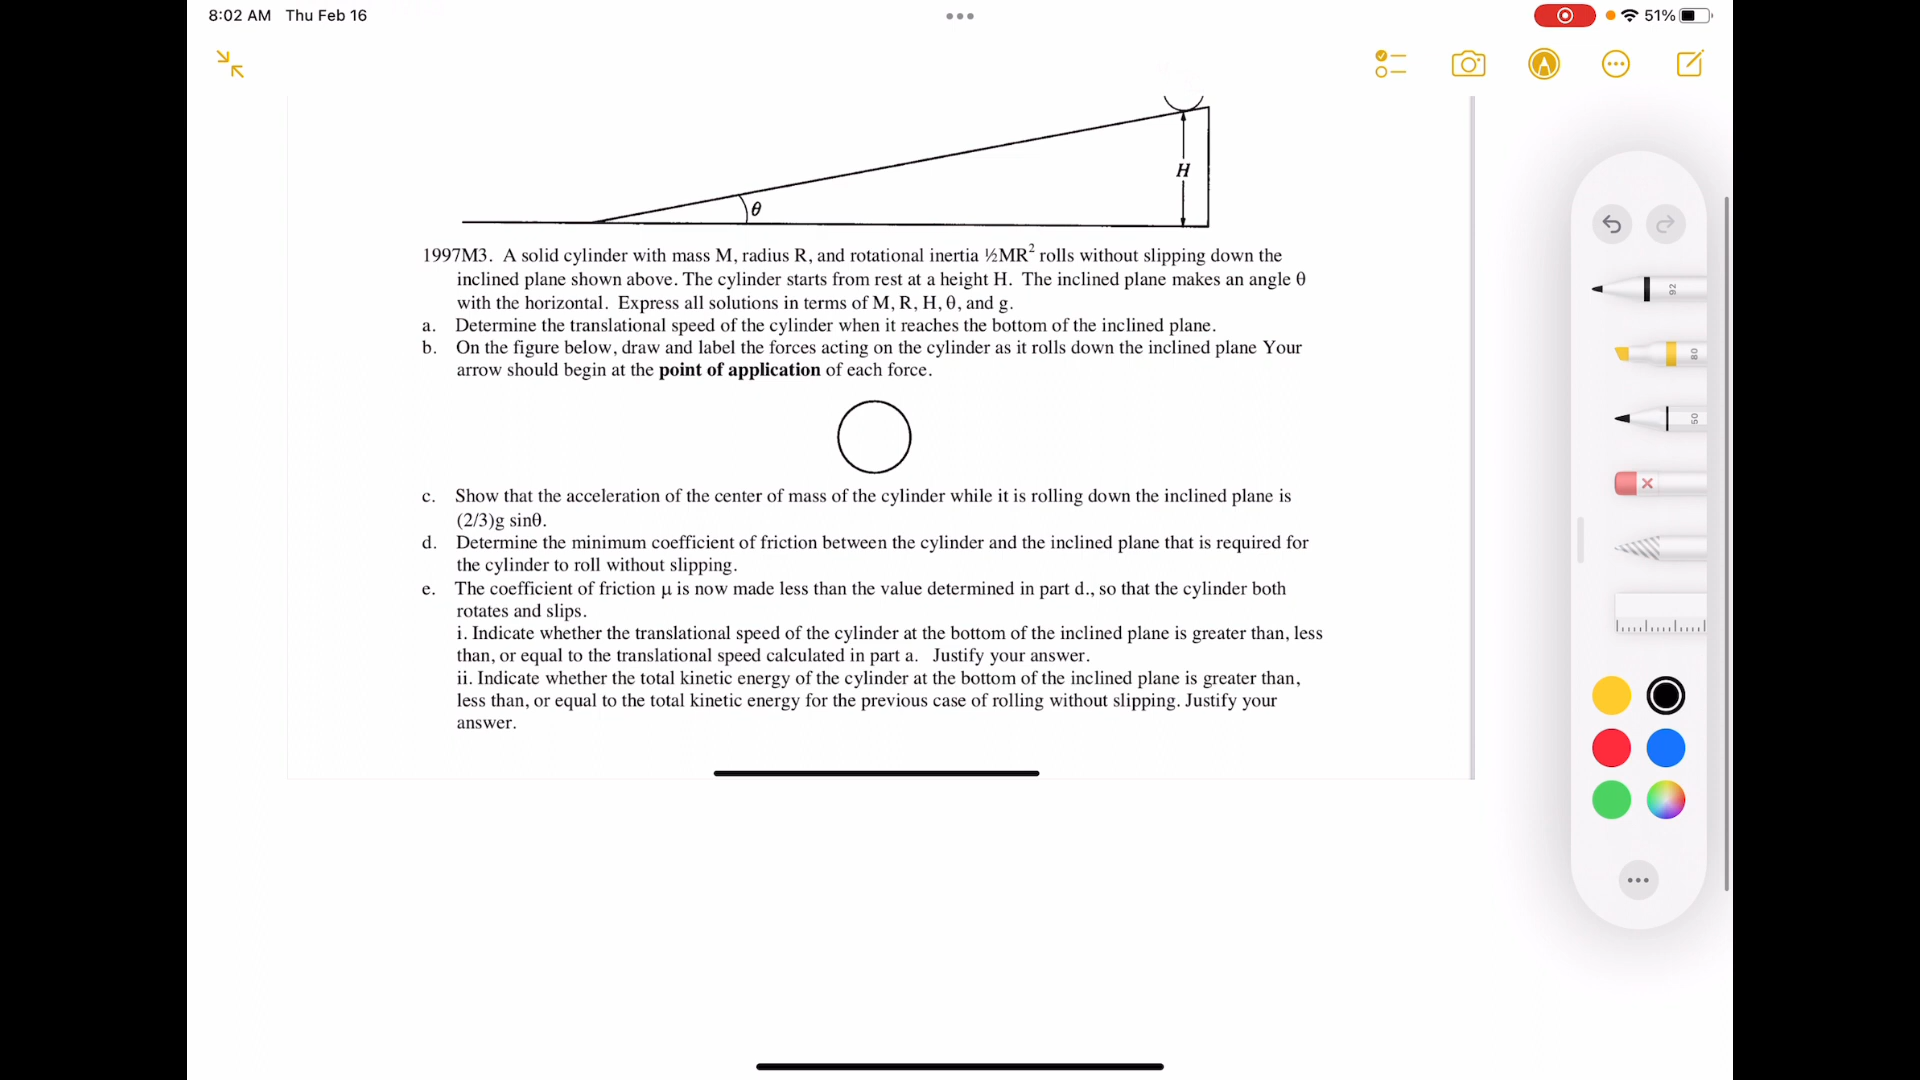 8:02 AM Thu Feb 16
51%
H
θ
1997M3. A solid cylinder with mass M, radius R, and rotational inertia ½MR² rolls without slipping down the
inclined plane shown above. The cylinder starts from rest at a height H. The inclined plane makes an angle θ
with the horizontal. Express all solutions in terms of M, R, H, θ, and g.
a. Determine the translational speed of the cylinder when it reaches the bottom of the inclined plane.
b. On the figure below, draw and label the forces acting on the cylinder as it rolls down the inclined plane Your
arrow should begin at the point of application of each force.
c. Show that the acceleration of the center of mass of the cylinder while it is rolling down the inclined plane is
(2/3)g sinθ.
d. Determine the minimum coefficient of friction between the cylinder and the inclined plane that is required for
the cylinder to roll without slipping.
e. The coefficient of friction μ is now made less than the value determined in part d., so that the cylinder both
rotates and slips.
i. Indicate whether the translational speed of the cylinder at the bottom of the inclined plane is greater than, less
than, or equal to the translational speed calculated in part a. Justify your answer.
ii. Indicate whether the total kinetic energy of the cylinder at the bottom of the inclined plane is greater than,
less than, or equal to the total kinetic energy for the previous case of rolling without slipping. Justify your
answer.
92
80
50